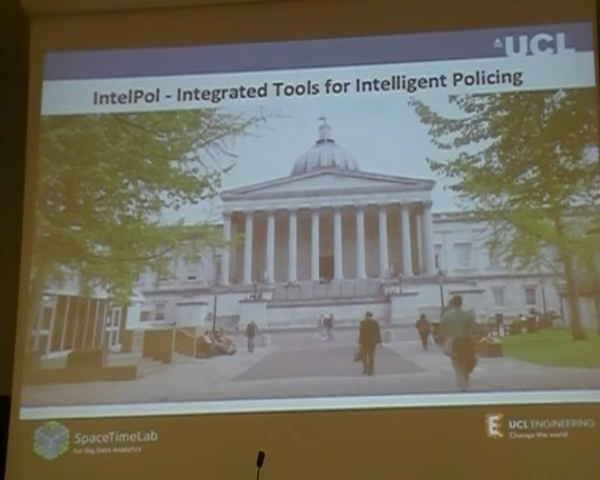 UCL
IntelPol - Integrated Tools for Intelligent Policing
SpaceTimeLab
for Big Data Analytics
UCL ENGINEERING
Change the world